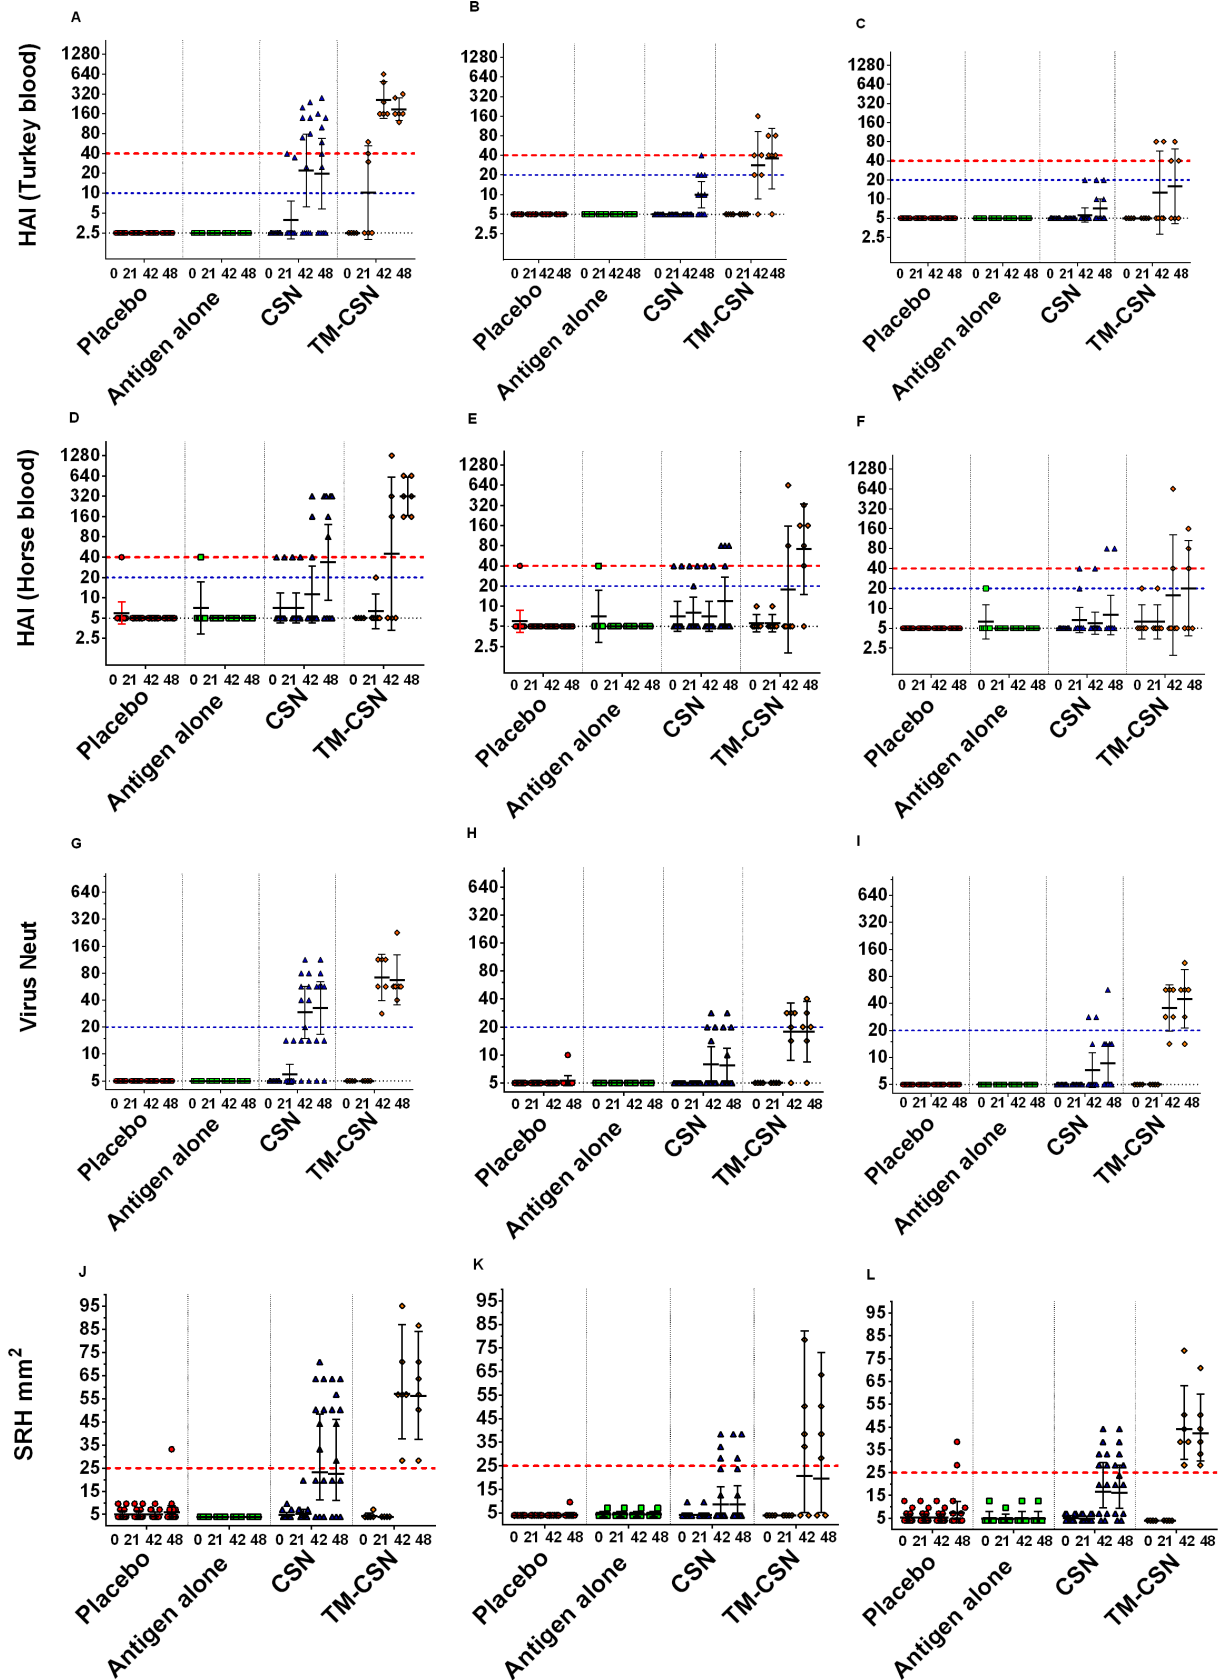 A
B
C
HAI (Turkey blood)
1280
640
320
160
80
40
20
10
5
2.5
0 21 42 48
0 21 42 48
0 21 42 48
0 21 42 48
Placebo
Antigen alone
CSN
TM-CSN
1280
640
320
160
80
40
20
10
5
2.5
0 21 42 48
0 21 42 48
0 21 42 48
0 21 42 48
Placebo
Antigen alone
CSN
TM-CSN
1280
640
320
160
80
40
20
10
5
2.5
0 21 42 48
0 21 42 48
0 21 42 48
0 21 42 48
Placebo
Antigen alone
CSN
TM-CSN
D
E
F
HAI (Horse blood)
1280
640
320
160
80
40
20
10
5
2.5
0 21 42 48
0 21 42 48
0 21 42 48
0 21 42 48
Placebo
Antigen alone
CSN
TM-CSN
1280
640
320
160
80
40
20
10
5
2.5
0 21 42 48
0 21 42 48
0 21 42 48
0 21 42 48
Placebo
Antigen alone
CSN
TM-CSN
1280
640
320
160
80
40
20
10
5
2.5
0 21 42 48
0 21 42 48
0 21 42 48
0 21 42 48
Placebo
Antigen alone
CSN
TM-CSN
G
H
I
Virus Neut
640
320
160
80
40
20
10
5
0 21 42 48
0 21 42 48
0 21 42 48
0 21 42 48
Placebo
Antigen alone
CSN
TM-CSN
640
320
160
80
40
20
10
5
0 21 42 48
0 21 42 48
0 21 42 48
0 21 42 48
Placebo
Antigen alone
CSN
TM-CSN
640
320
160
80
40
20
10
5
0 21 42 48
0 21 42 48
0 21 42 48
0 21 42 48
Placebo
Antigen alone
CSN
TM-CSN
J
K
L
SRH mm²
95
85
75
65
55
45
35
25
15
5
0 21 42 48
0 21 42 48
0 21 42 48
0 21 42 48
Placebo
Antigen alone
CSN
TM-CSN
95
85
75
65
55
45
35
25
15
5
0 21 42 48
0 21 42 48
0 21 42 48
0 21 42 48
Placebo
Antigen alone
CSN
TM-CSN
95
85
75
65
55
45
35
25
15
5
0 21 42 48
0 21 42 48
0 21 42 48
0 21 42 48
Placebo
Antigen alone
CSN
TM-CSN